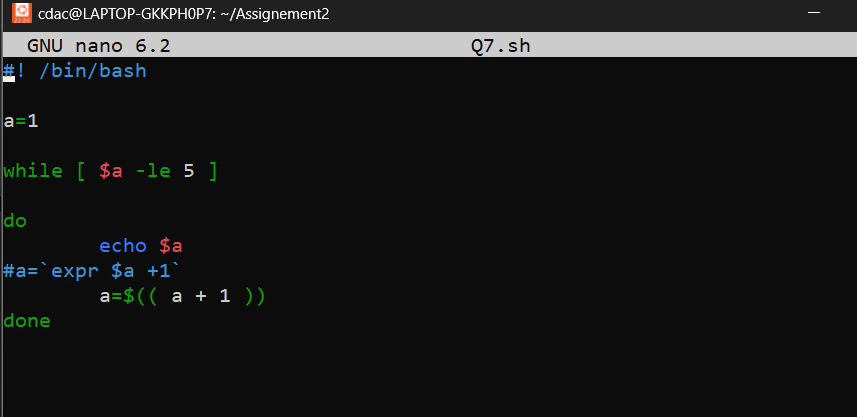 cdac@LAPTOP-GKKPH0P7: ~/Assignement2
GNU nano 6.2 Q7.sh
#! /bin/bash
a=1
while [ $a -le 5 ]
do
echo $a
#a=`expr $a +1`
a=$(( a + 1 ))
done